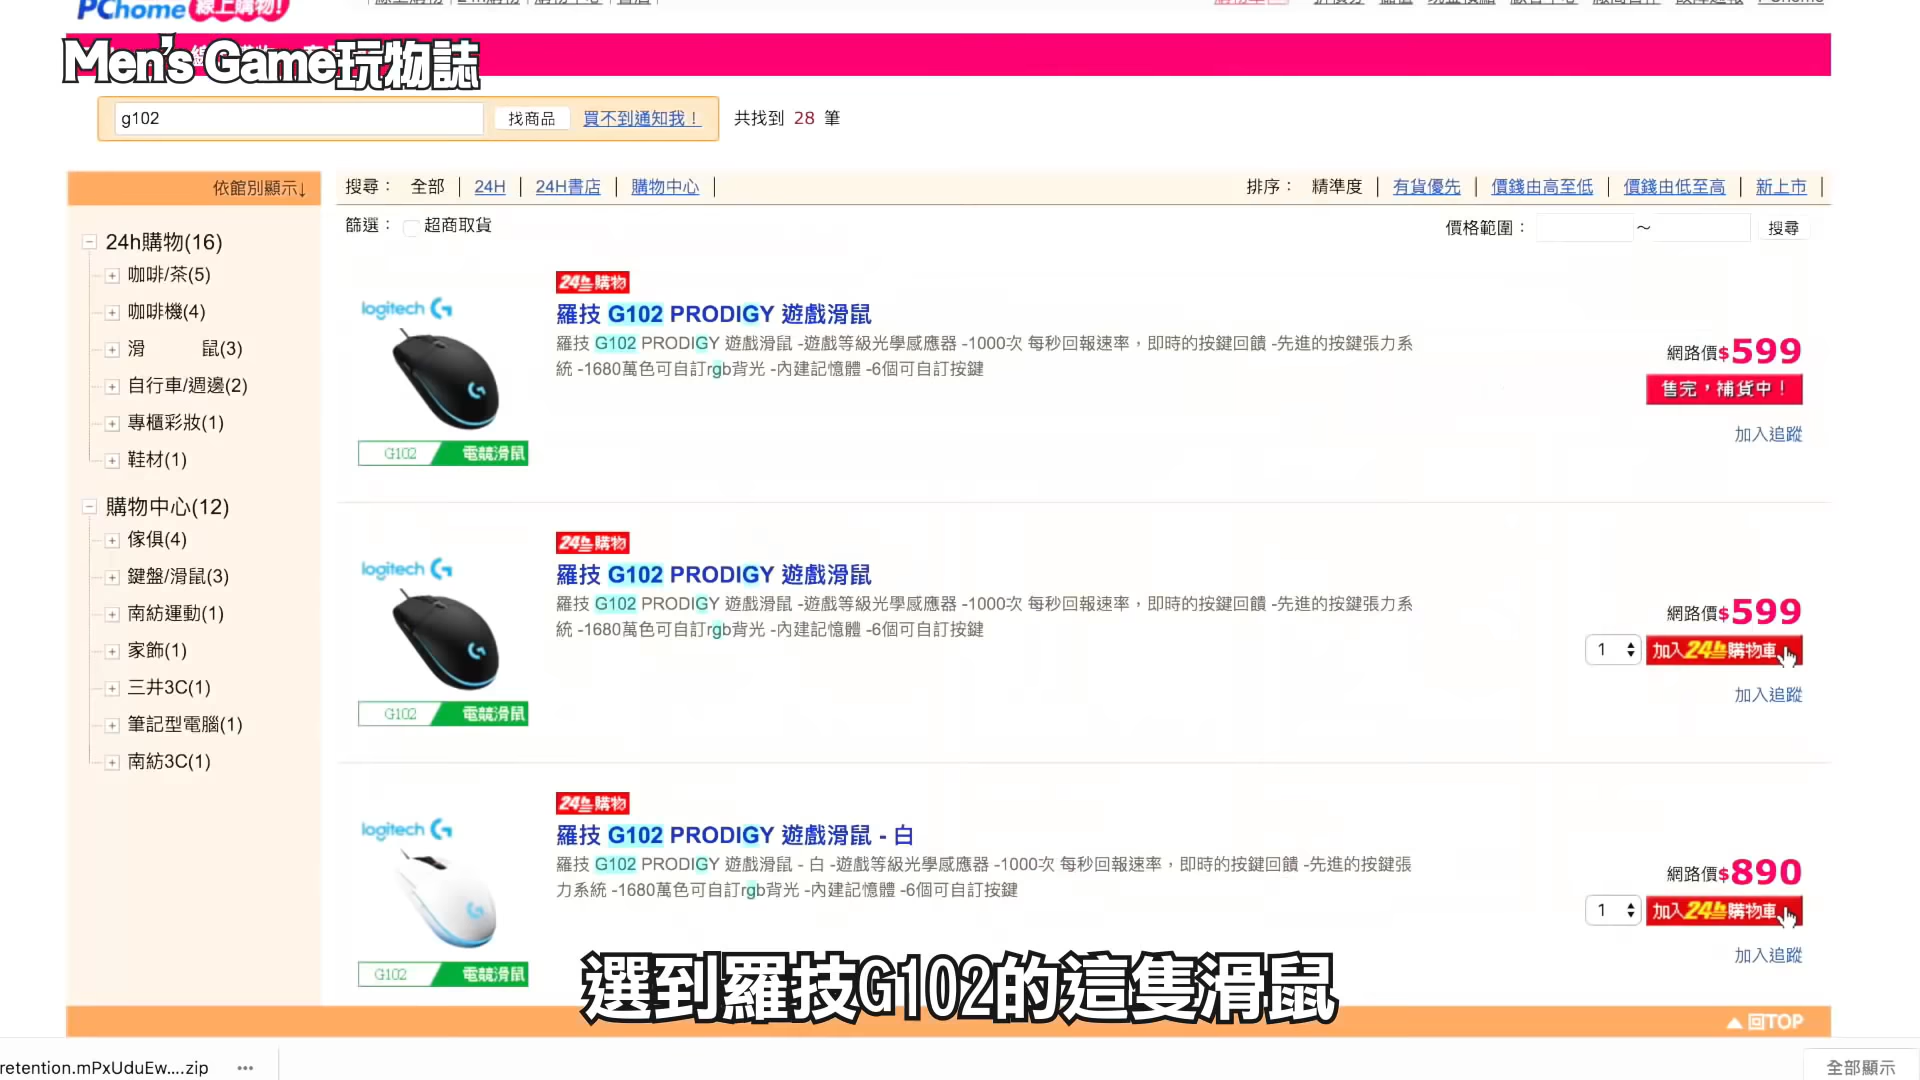 PChome 線上購物!
Men's Game玩物誌
g102 找商品 買不到通知我! 共找到 28 筆
依館別顯示↓
搜尋: 全部 | 24H | 24H書店 | 購物中心 |
排序: 精準度 | 有貨優先 | 價錢由高至低 | 價錢由低至高 | 新上市 |
篩選: 超商取貨
價格範圍: ～ 搜尋
24h購物(16)
咖啡/茶(5)
咖啡機(4)
滑 鼠(3)
自行車/週邊(2)
專櫃彩妝(1)
鞋材(1)
購物中心(12)
傢俱(4)
鍵盤/滑鼠(3)
南紡運動(1)
家飾(1)
三井3C(1)
筆記型電腦(1)
南紡3C(1)
24h購物
logitech G
羅技 G102 PRODIGY 遊戲滑鼠
羅技 G102 PRODIGY 遊戲滑鼠 -遊戲等級光學感應器 -1000次 每秒回報速率，即時的按鍵回饋 -先進的按鍵張力系
統 -1680萬色可自訂rgb背光 -內建記憶體 -6個可自訂按鍵
網路價$599
售完，補貨中！
加入追蹤
G102 電競滑鼠
24h購物
logitech G
羅技 G102 PRODIGY 遊戲滑鼠
羅技 G102 PRODIGY 遊戲滑鼠 -遊戲等級光學感應器 -1000次 每秒回報速率，即時的按鍵回饋 -先進的按鍵張力系
統 -1680萬色可自訂rgb背光 -內建記憶體 -6個可自訂按鍵
網路價$599
1 加入24h購物車
加入追蹤
G102 電競滑鼠
24h購物
logitech G
羅技 G102 PRODIGY 遊戲滑鼠 - 白
羅技 G102 PRODIGY 遊戲滑鼠 - 白 -遊戲等級光學感應器 -1000次 每秒回報速率，即時的按鍵回饋 -先進的按鍵張
力系統 -1680萬色可自訂rgb背光 -內建記憶體 -6個可自訂按鍵
網路價$890
1 加入24h購物車
加入追蹤
G102 電競滑鼠
選到羅技G102的這隻滑鼠
▲回TOP
retention.mPxUduEw....zip
全部顯示